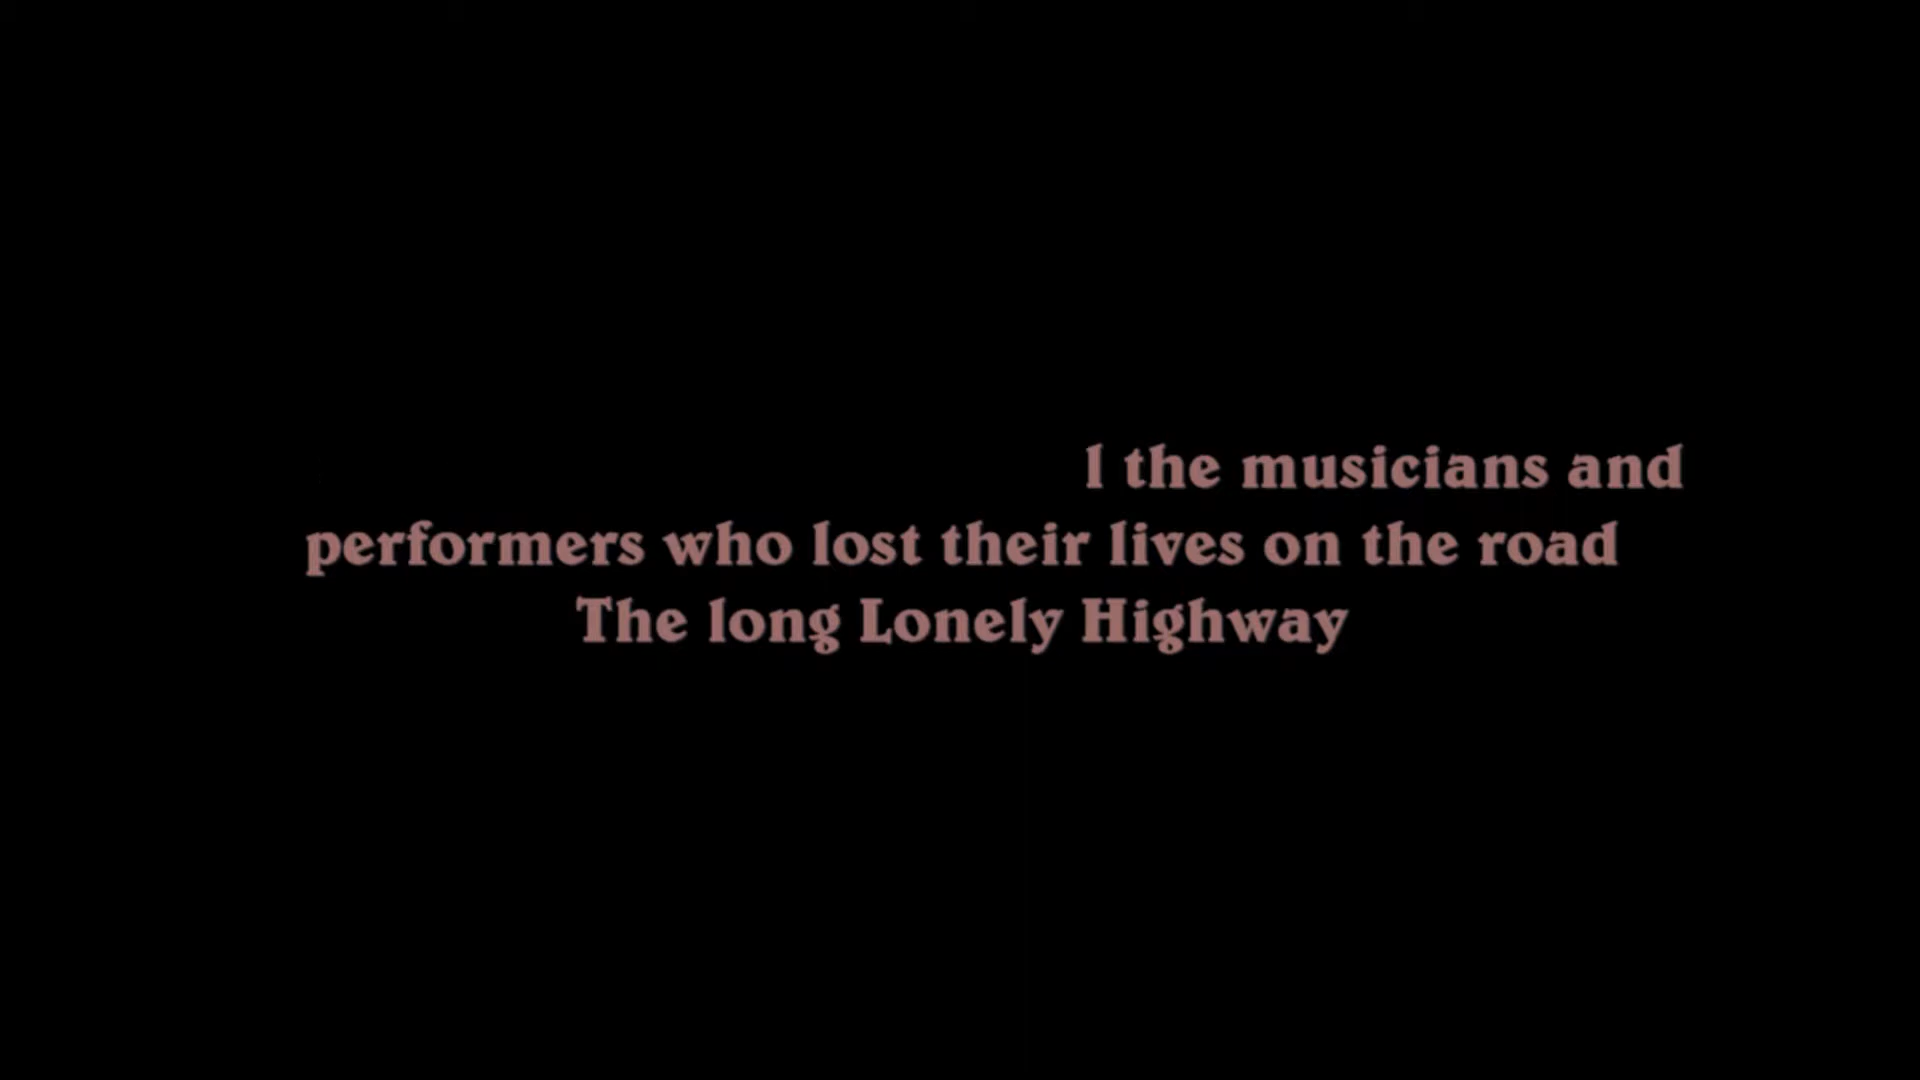 l the musicians and
performers who lost their lives on the road
The long Lonely Highway